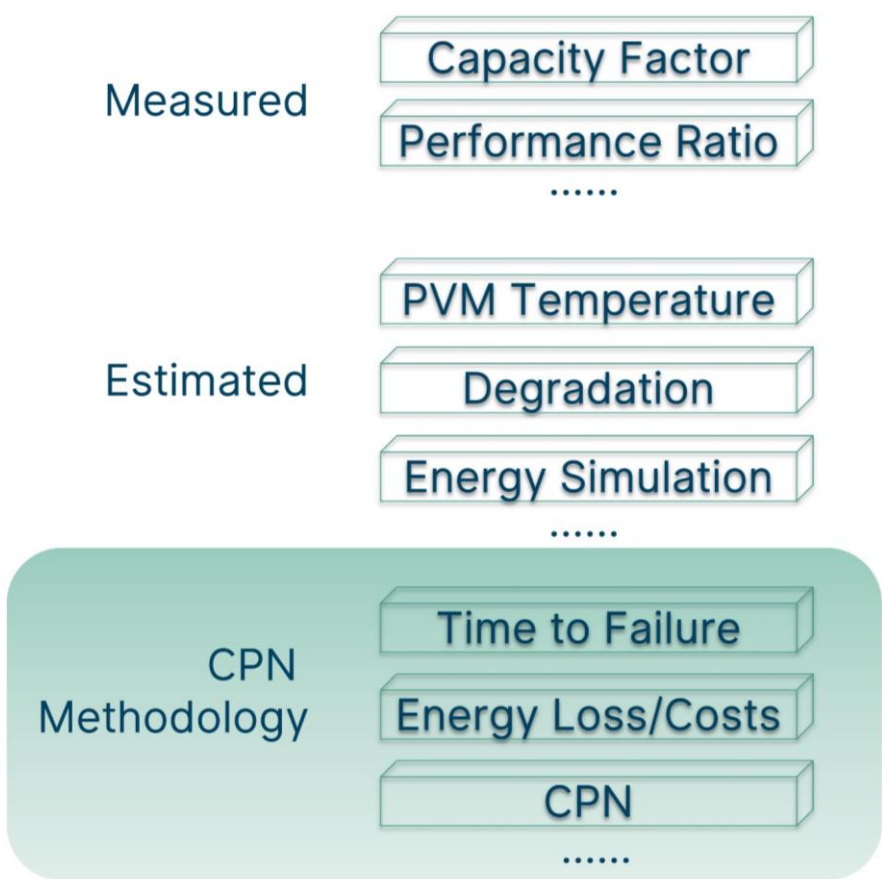 Measured
Capacity Factor
Performance Ratio
......
Estimated
PVM Temperature
Degradation
Energy Simulation
......
CPN
Methodology
Time to Failure
Energy Loss/Costs
CPN
......